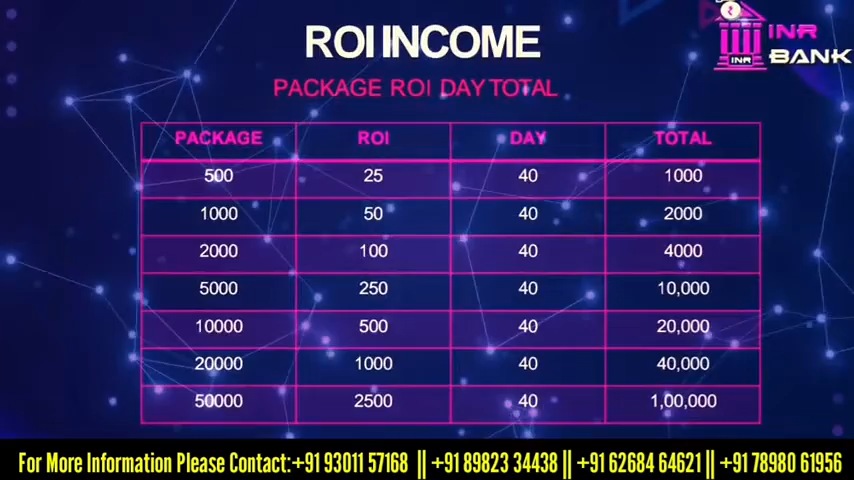 ROI INCOME
INR
INR BANK
PACKAGE ROI DAY TOTAL
PACKAGE ROI DAY TOTAL
500 25 40 1000
1000 50 40 2000
2000 100 40 4000
5000 250 40 10,000
10000 500 40 20,000
20000 1000 40 40,000
50000 2500 40 1,00,000
For More Information Please Contact:+91 93011 57168 || +91 89823 34438 || +91 62684 64621 || +91 78980 61956